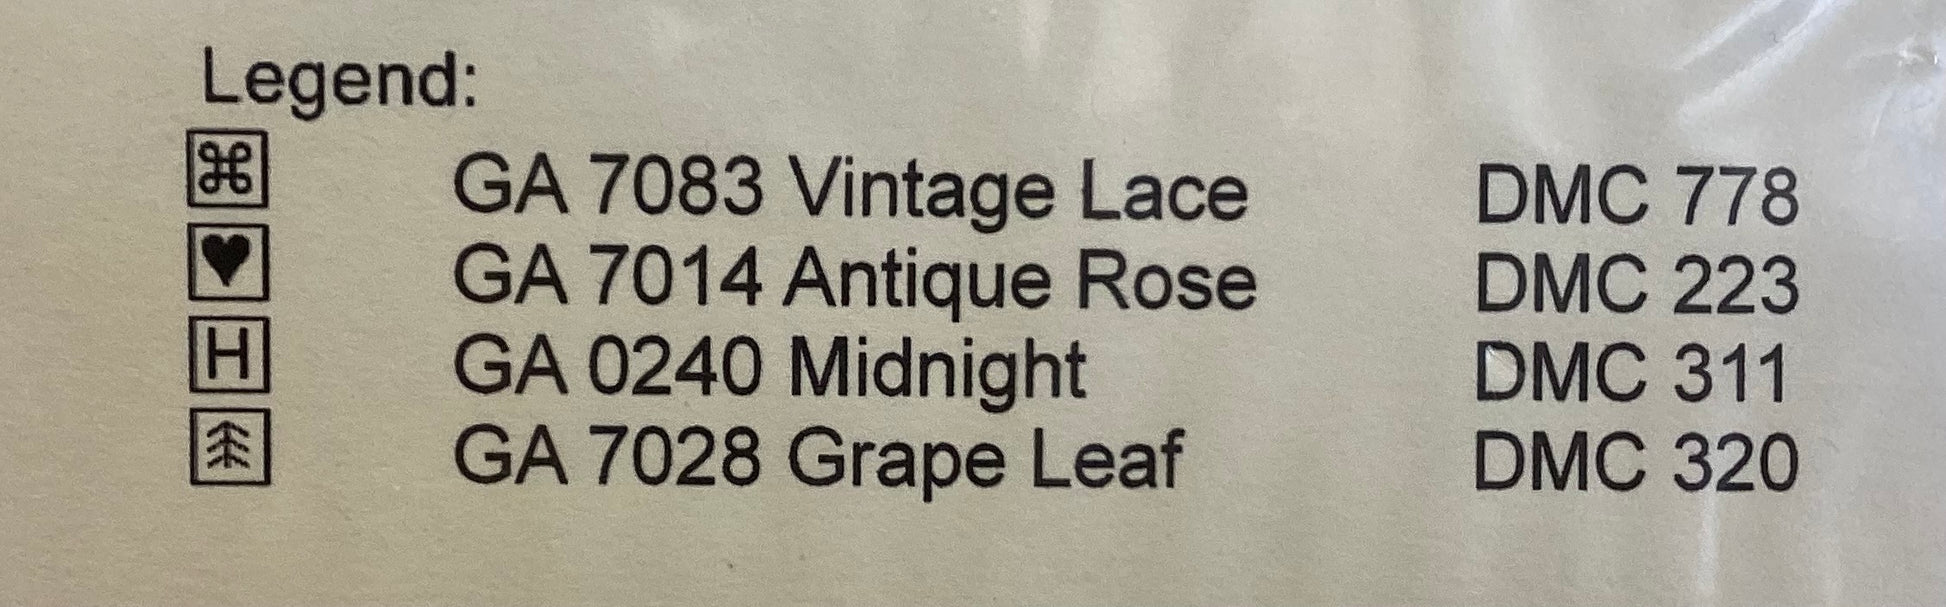 Legend:
⌘ GA 7083 Vintage Lace DMC 778
♥ GA 7014 Antique Rose DMC 223
H GA 0240 Midnight DMC 311
GA 7028 Grape Leaf DMC 320